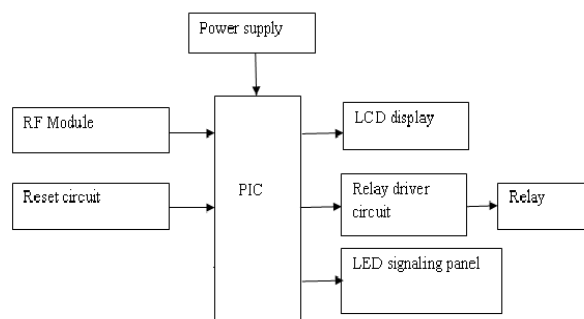 Power supply
RF Module
LCD display
Reset circuit
PIC
Relay driver
circuit
Relay
LED signaling panel